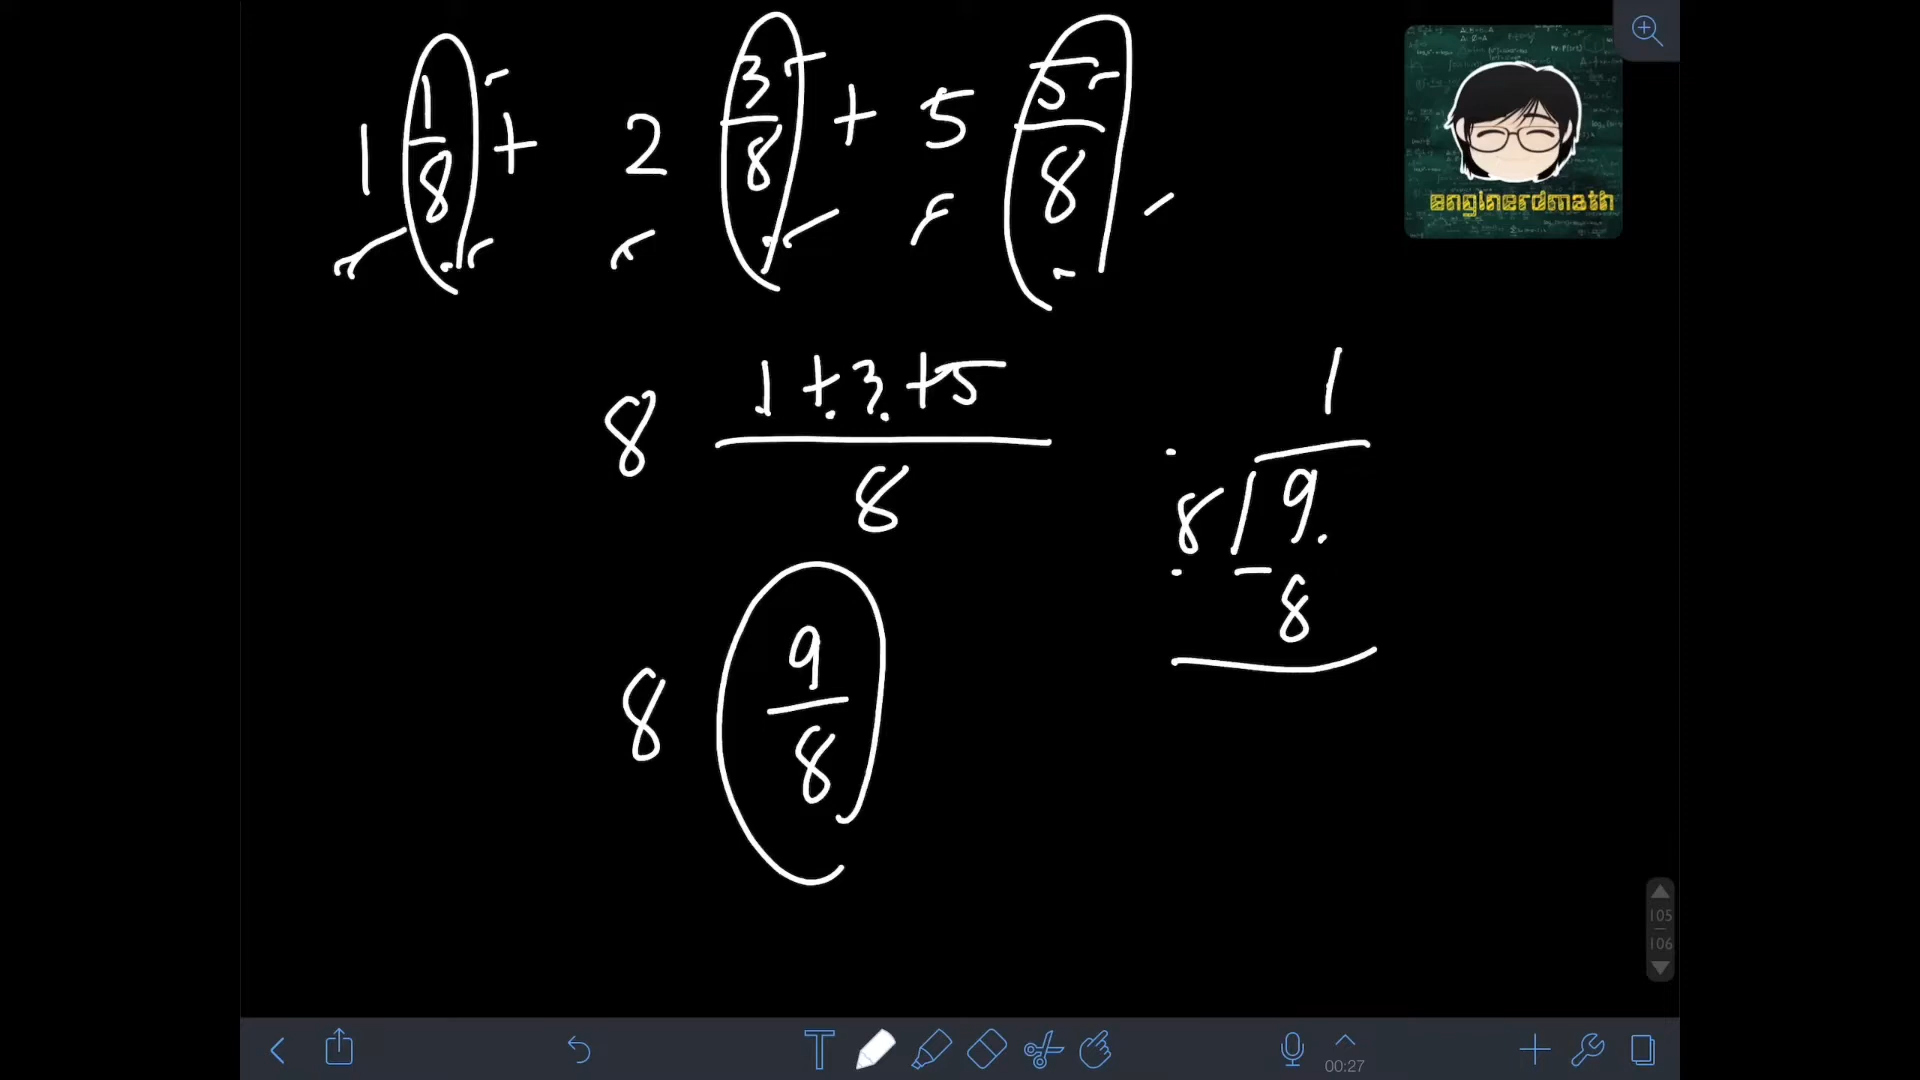 1 1/8 + 2 3/8 + 5 5/8
enginerdmath
8 (1+3+5)/8
1
8 9
- 8
8 9/8
105
106
T
00:27